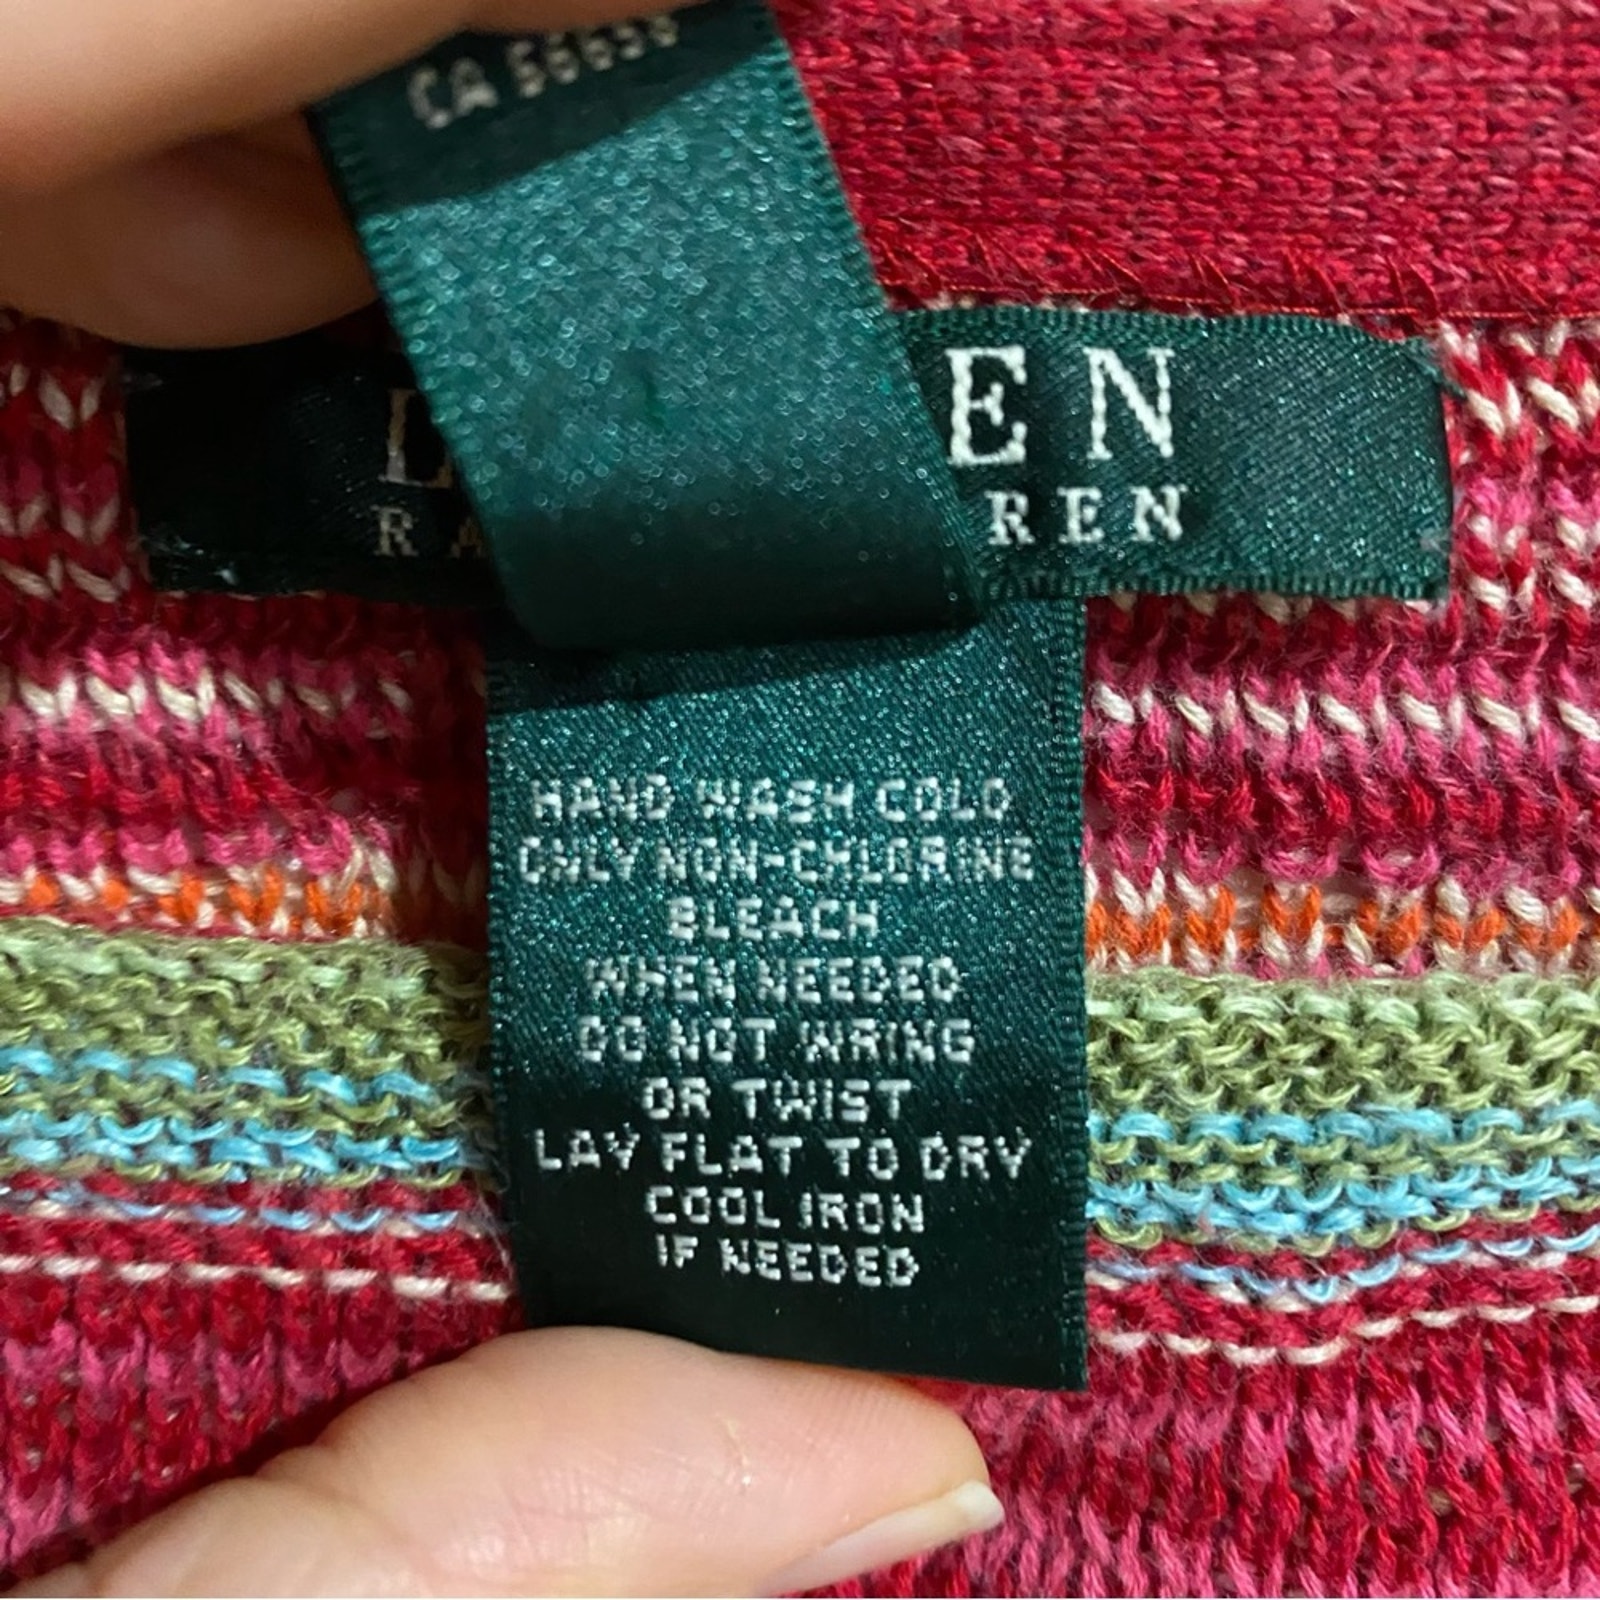 CA 56630
EN
REN
HAND WASH COLD
ONLY NON-CHLORINE
BLEACH
WHEN NEEDED
DO NOT WRING
OR TWIST
LAY FLAT TO DRY
COOL IRON
IF NEEDED